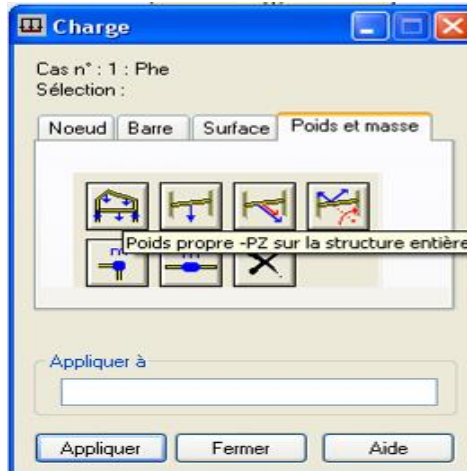 Charge
Cas n° : 1 : Phe
Sélection :
Noeud Barre Surface Poids et masse
Poids propre -PZ sur la structure entière
Appliquer à
Appliquer Fermer Aide